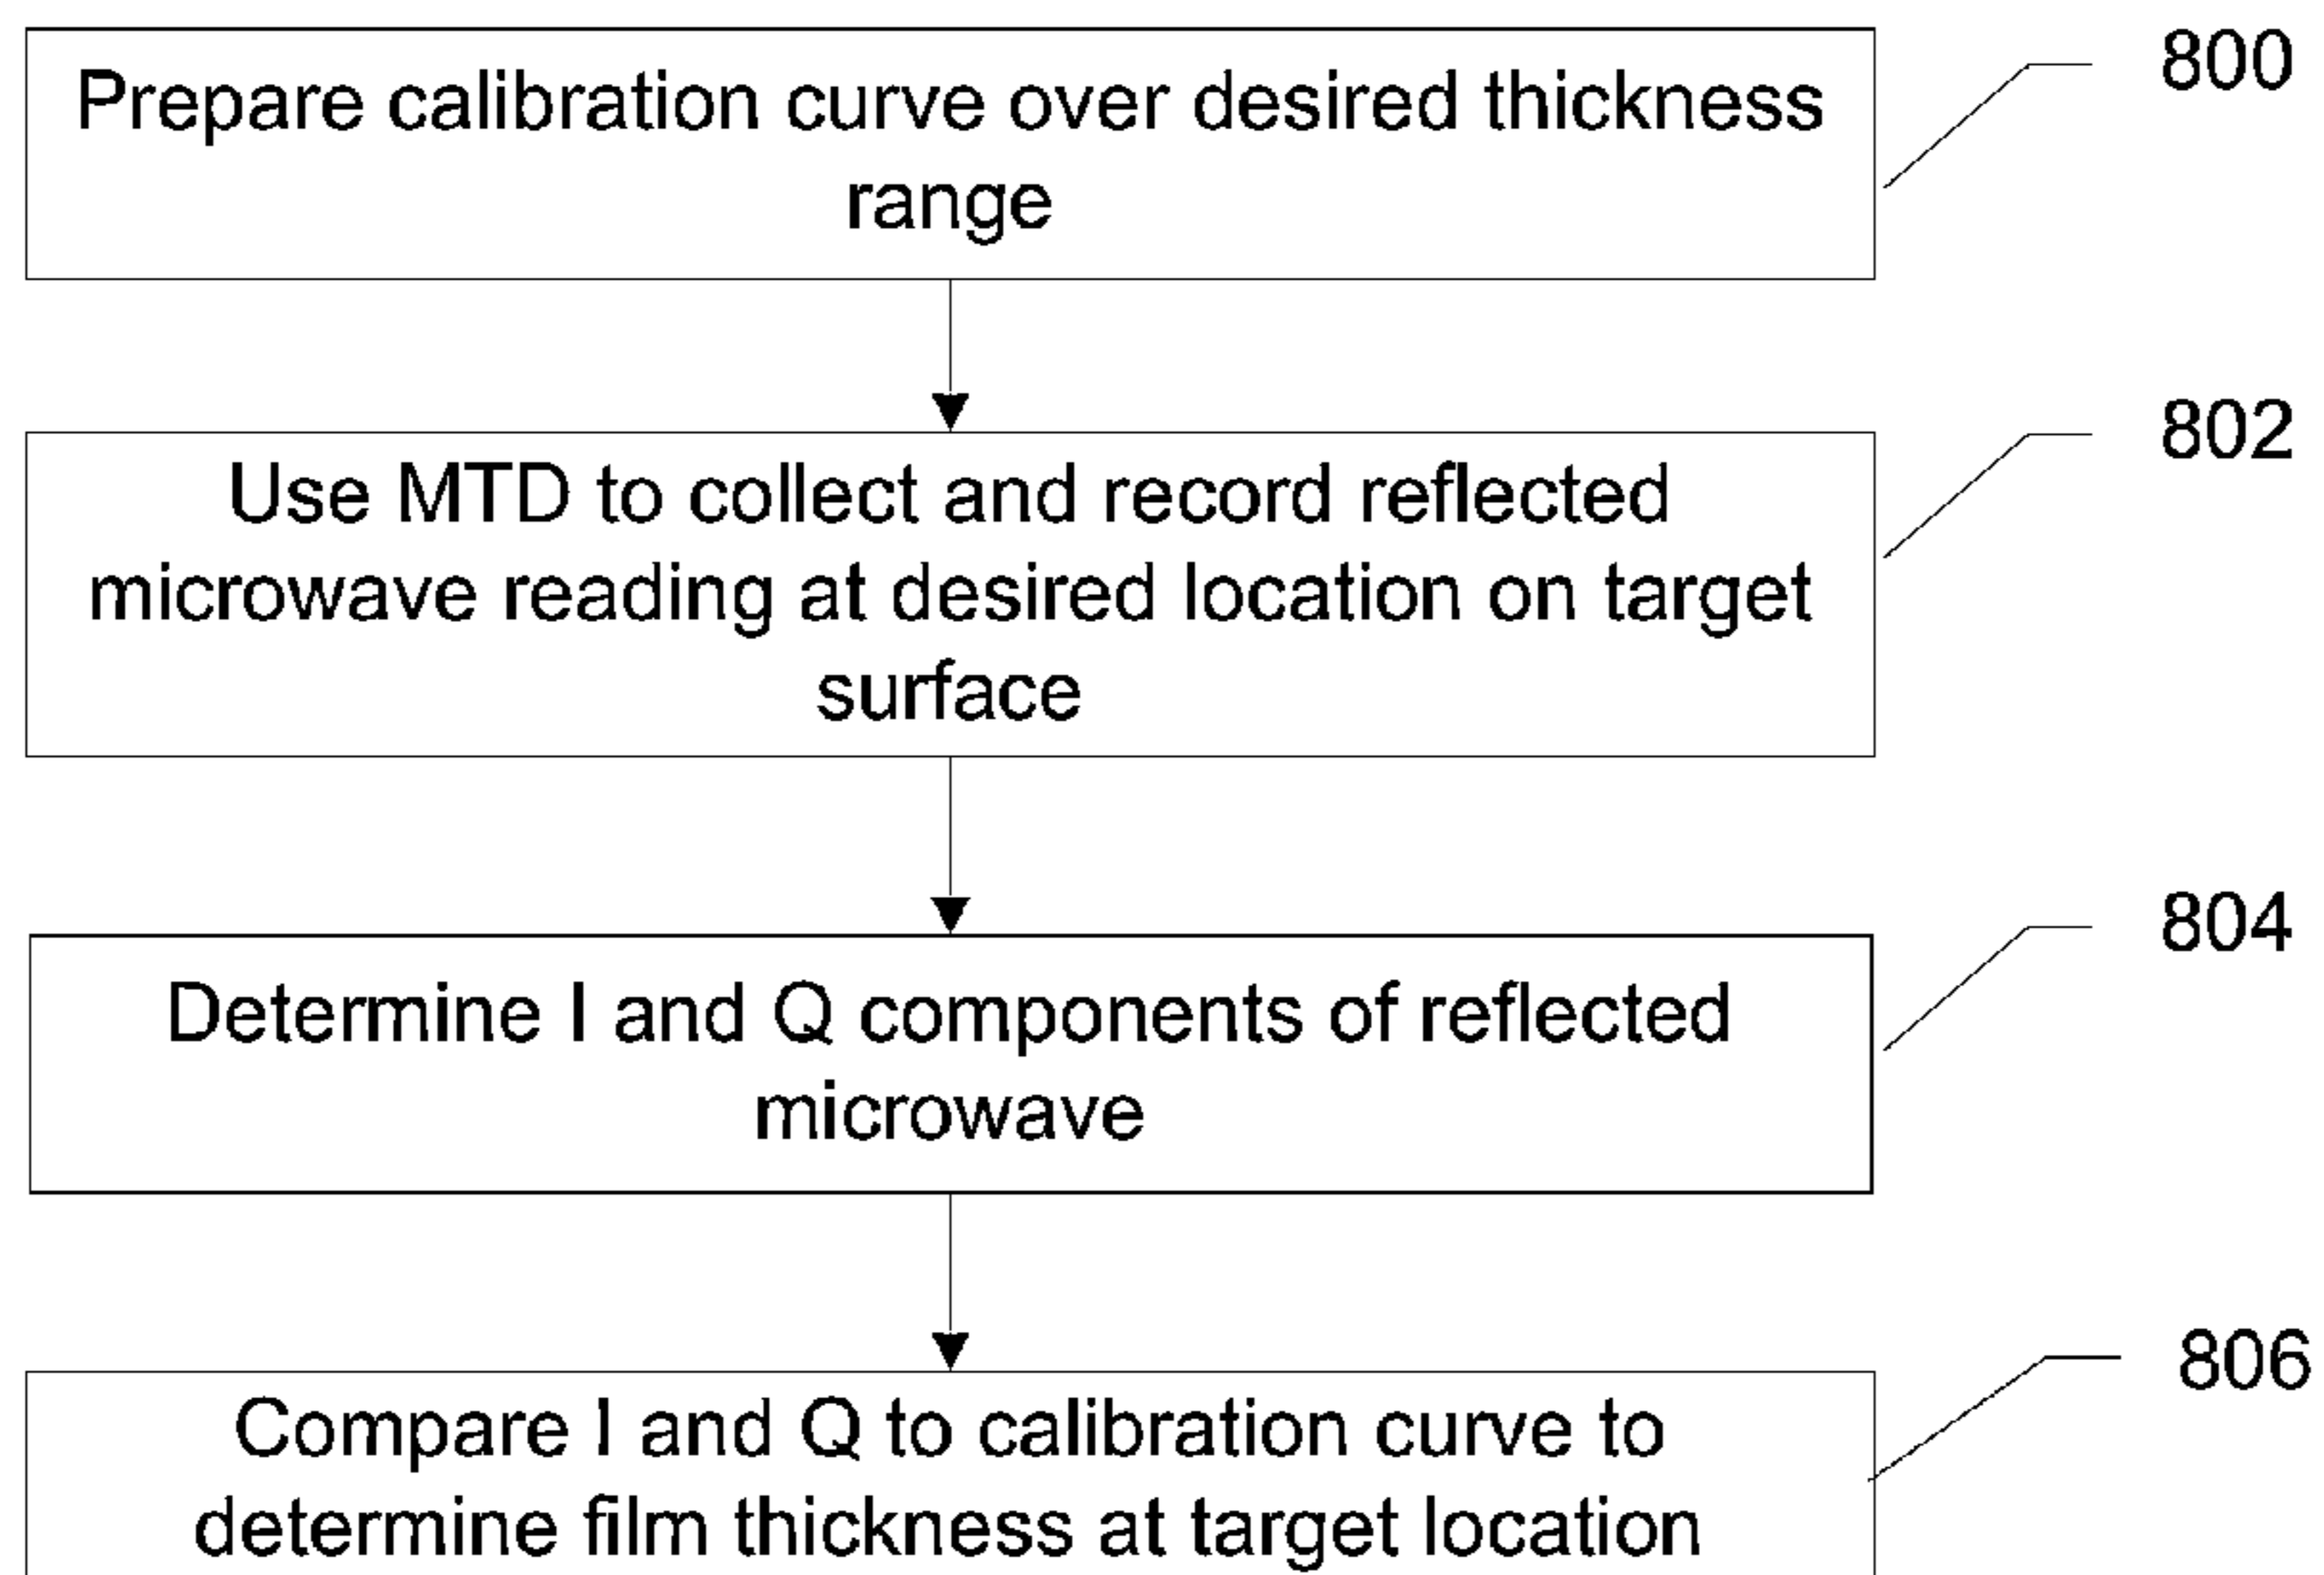 Prepare calibration curve over desired thickness
range
800
Use MTD to collect and record reflected
microwave reading at desired location on target
surface
802
Determine I and Q components of reflected
microwave
804
Compare I and Q to calibration curve to
determine film thickness at target location
806